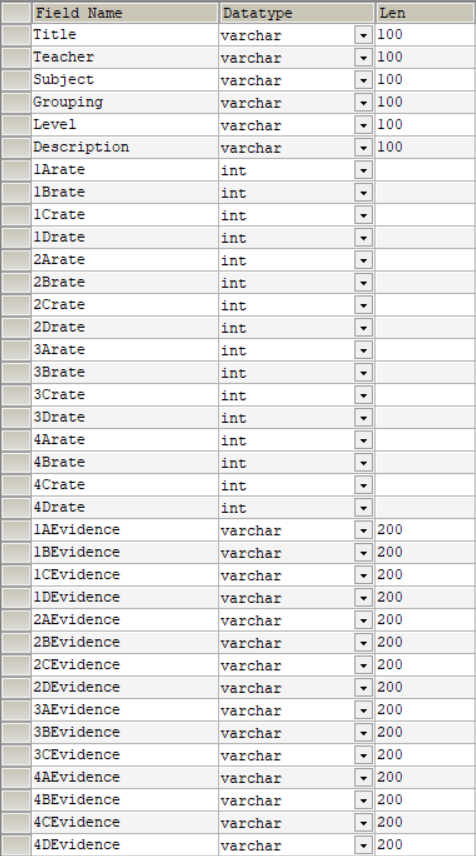 Field Name Datatype Len
Title varchar 100
Teacher varchar 100
Subject varchar 100
Grouping varchar 100
Level varchar 100
Description varchar 100
1Arate int
1Brate int
1Crate int
1Drate int
2Arate int
2Brate int
2Crate int
2Drate int
3Arate int
3Brate int
3Crate int
3Drate int
4Arate int
4Brate int
4Crate int
4Drate int
1AEvidence varchar 200
1BEvidence varchar 200
1CEvidence varchar 200
1DEvidence varchar 200
2AEvidence varchar 200
2BEvidence varchar 200
2CEvidence varchar 200
2DEvidence varchar 200
3AEvidence varchar 200
3BEvidence varchar 200
3CEvidence varchar 200
4AEvidence varchar 200
4BEvidence varchar 200
4CEvidence varchar 200
4DEvidence varchar 200